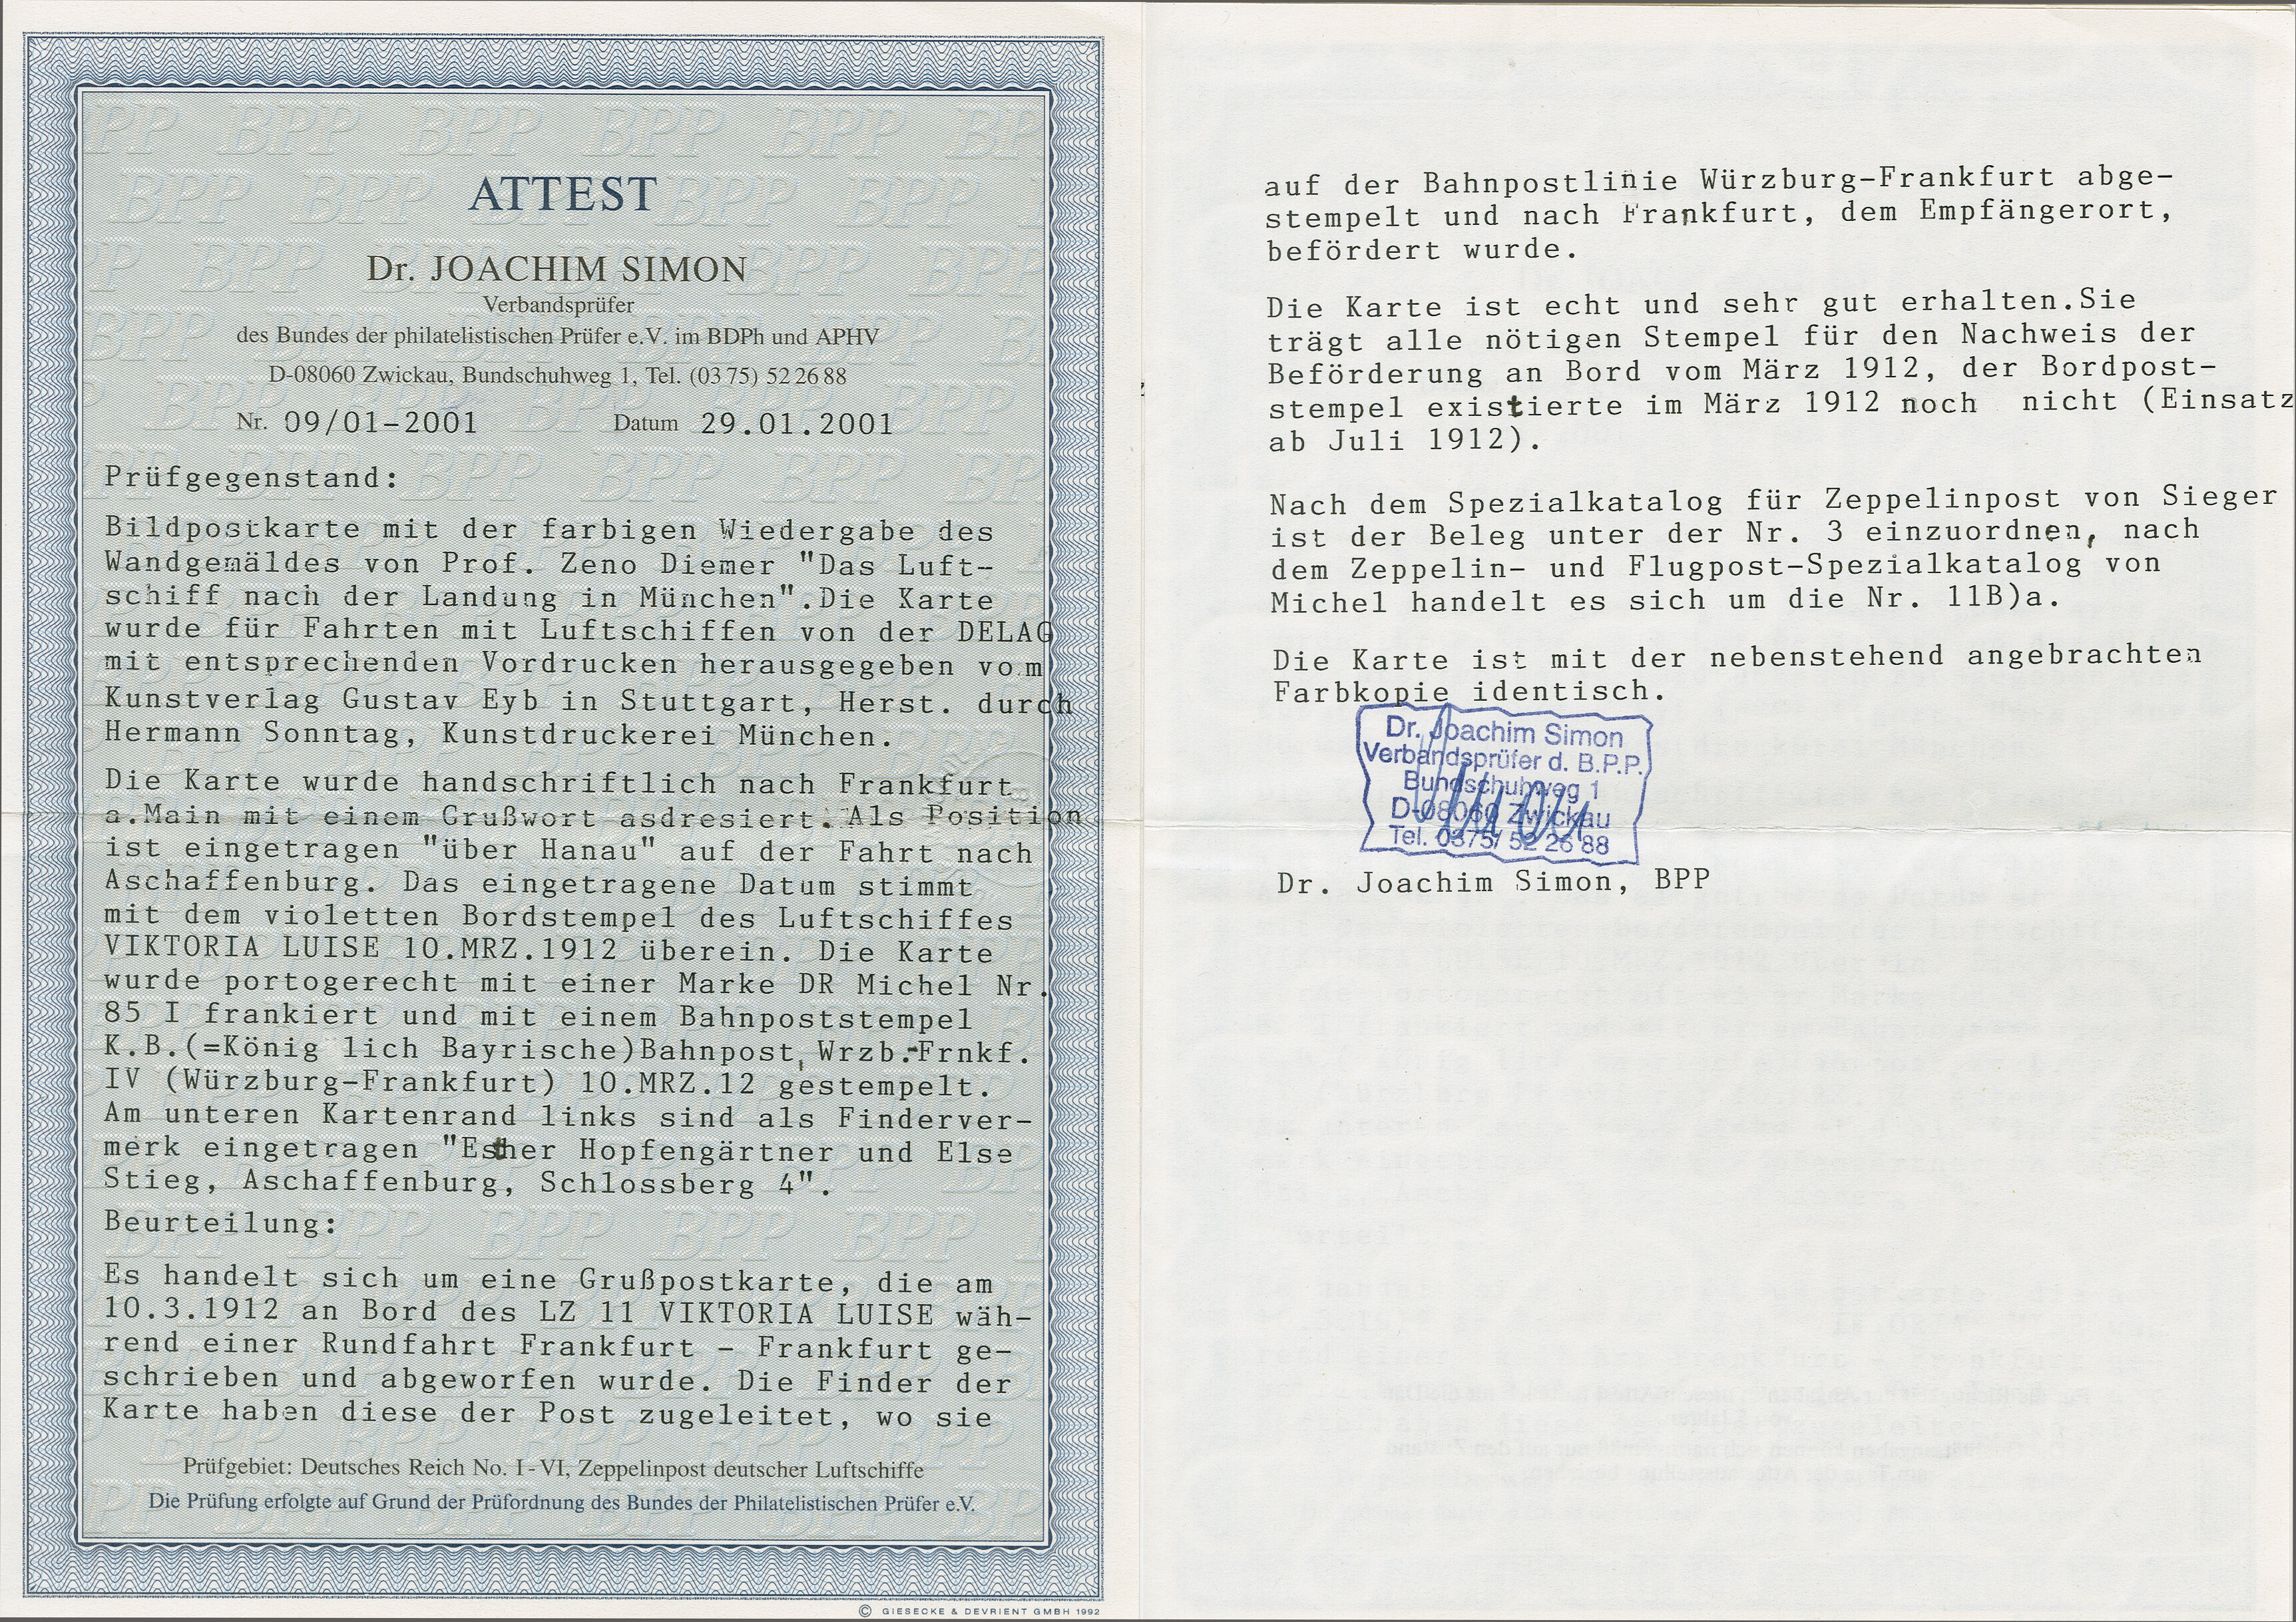 ATTEST
Dr. JOACHIM SIMON
Verbandsprüfer
des Bundes der philatelistischen Prüfer e.V. im BDPh und APHV
D-08060 Zwickau, Bundschuhweg 1, Tel. (03 75) 52 26 88
Nr. 09/01-2001 Datum 29.01.2001
Prüfgegenstand:
Bildpostkarte mit der farbigen Wiedergabe des
Wandgemäldes von Prof. Zeno Diemer "Das Luft-
schiff nach der Landung in München".Die Karte
wurde für Fahrten mit Luftschiffen von der DELAG
mit entsprechenden Vordrucken herausgegeben vom
Kunstverlag Gustav Eyb in Stuttgart, Herst. durch
Hermann Sonntag, Kunstdruckerei München.
Die Karte wurde handschriftlich nach Frankfurt
a.Main mit einem Grußwort asdresiert. Als Position
ist eingetragen "über Hanau" auf der Fahrt nach
Aschaffenburg. Das eingetragene Datum stimmt
mit dem violetten Bordstempel des Luftschiffes
VIKTORIA LUISE 10.MRZ.1912 überein. Die Karte
wurde portogerecht mit einer Marke DR Michel Nr.
85 I frankiert und mit einem Bahnpoststempel
K.B.(=König lich Bayrische)Bahnpost, Wrzb.-Frnkf.
IV (Würzburg-Frankfurt) 10.MRZ.12 gestempelt.
Am unteren Kartenrand links sind als Finderver-
merk eingetragen "Esther Hopfengärtner und Else
Stieg, Aschaffenburg, Schlossberg 4".
Beurteilung:
Es handelt sich um eine Grußpostkarte, die am
10.3.1912 an Bord des LZ 11 VIKTORIA LUISE wäh-
rend einer Rundfahrt Frankfurt - Frankfurt ge-
schrieben und abgeworfen wurde. Die Finder der
Karte haben diese der Post zugeleitet, wo sie
Prüfgebiet: Deutsches Reich No. I-VI, Zeppelinpost deutscher Luftschiffe
Die Prüfung erfolgte auf Grund der Prüfordnung des Bundes der Philatelistischen Prüfer e.V.
© GIESECKE & DEVRIENT GMBH 1992
auf der Bahnpostlinie Würzburg-Frankfurt abge-
stempelt und nach Frankfurt, dem Empfängerort,
befördert wurde.
Die Karte ist echt und sehr gut erhalten.Sie
trägt alle nötigen Stempel für den Nachweis der
Beförderung an Bord vom März 1912, der Bordpost-
stempel existierte im März 1912 noch nicht (Einsatz
ab Juli 1912).
Nach dem Spezialkatalog für Zeppelinpost von Sieger
ist der Beleg unter der Nr. 3 einzuordnen, nach
dem Zeppelin- und Flugpost-Spezialkatalog von
Michel handelt es sich um die Nr. 11B)a.
Die Karte ist mit der nebenstehend angebrachten
Farbkopie identisch.
Dr. Joachim Simon
Verbandsprüfer d. B.P.P.
Bundschuhweg 1
D-08060 Zwickau
Tel. 0375/ 52 26 88
Dr. Joachim Simon, BPP